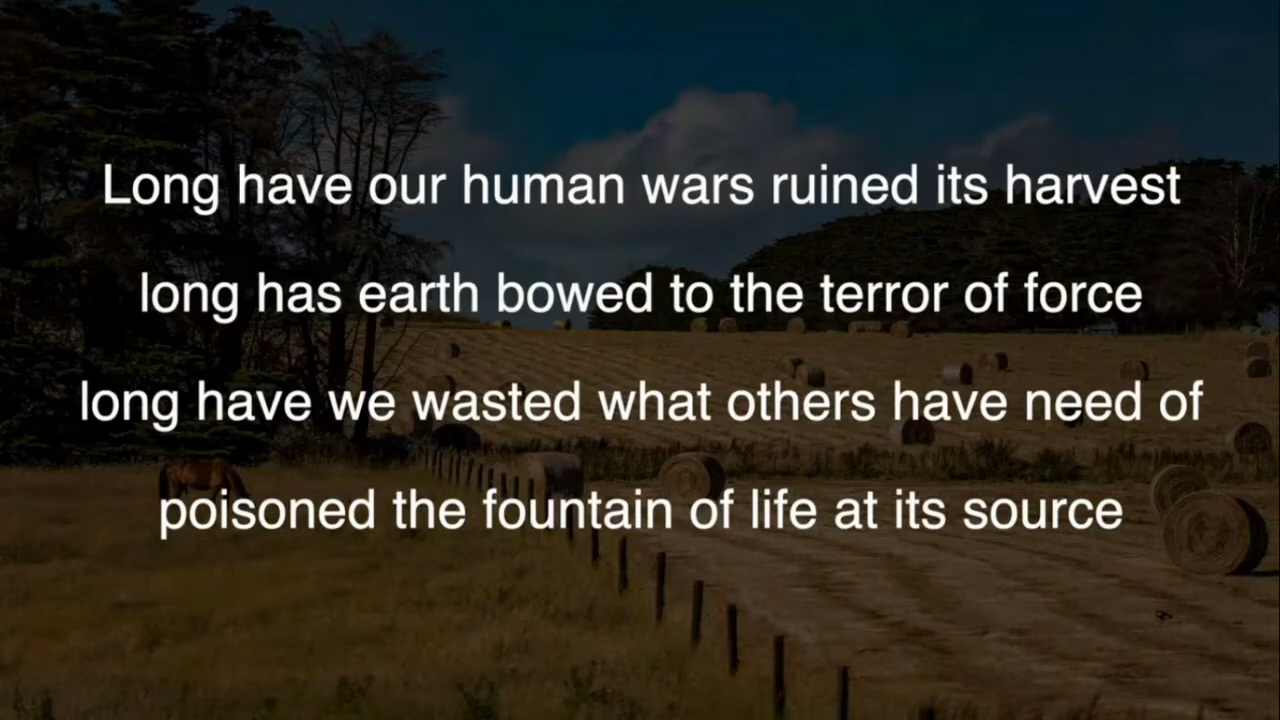 Long have our human wars ruined its harvest
long has earth bowed to the terror of force
long have we wasted what others have need of
poisoned the fountain of life at its source